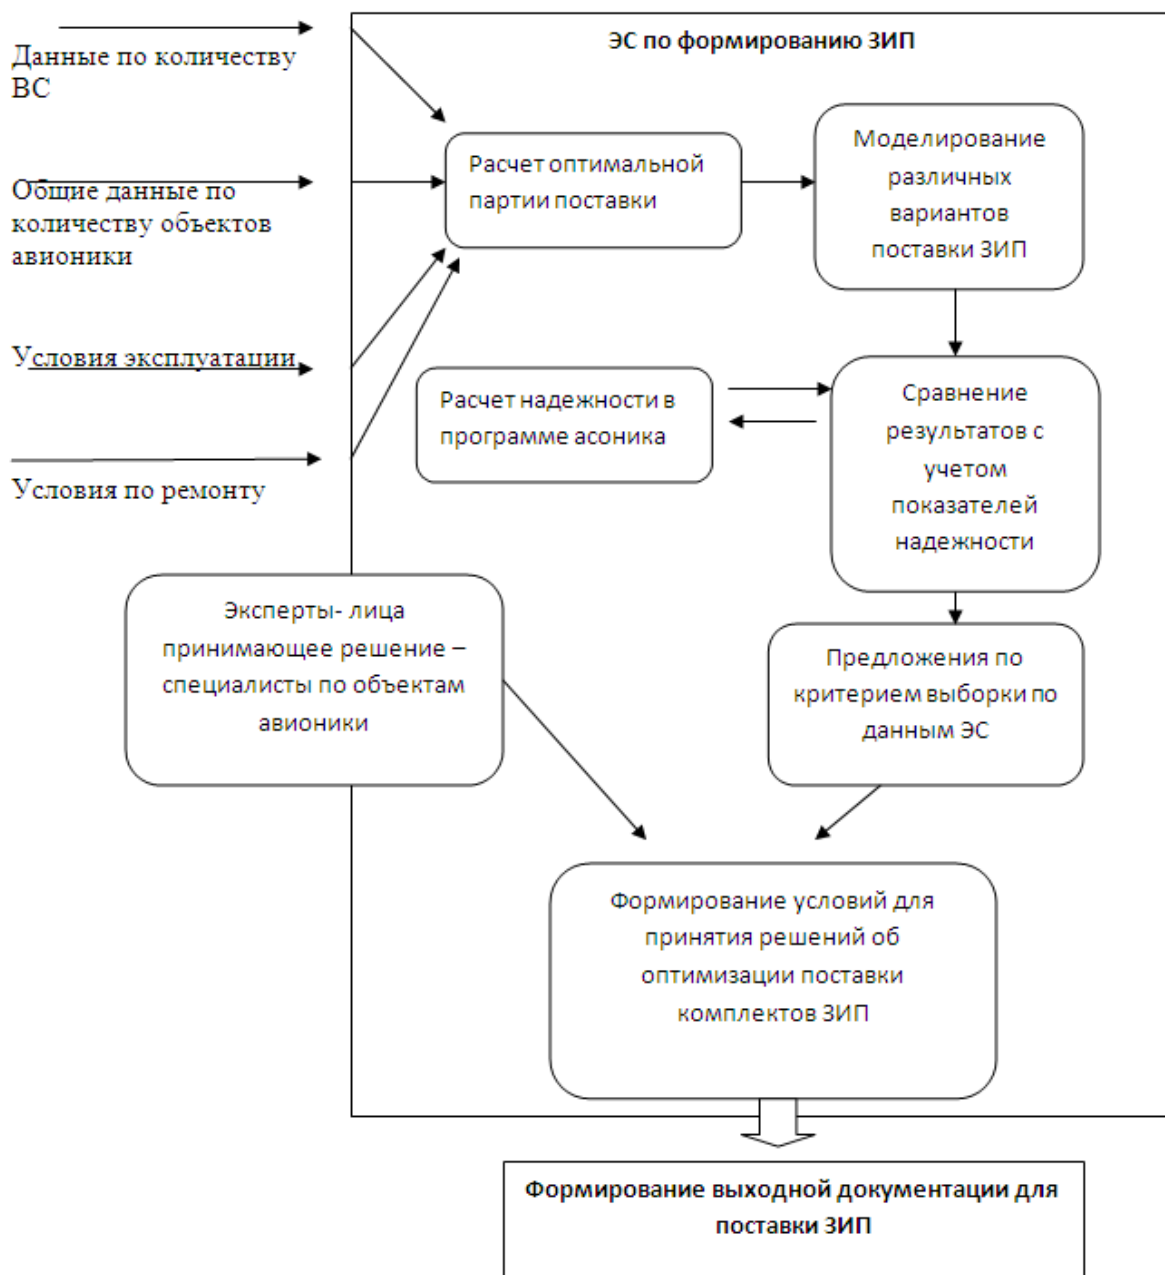 ЭС по формированию ЗИП
Данные по количеству
ВС
Общие данные по
количеству объектов
авионики
Условия эксплуатации
Условия по ремонту
Расчет оптимальной
партии поставки
Моделирование
различных
вариантов
поставки ЗИП
Расчет надежности в
программе асоника
Сравнение
результатов с
учетом
показателей
надежности
Эксперты- лица
принимающее решение –
специалисты по объектам
авионики
Предложения по
критерием выборки по
данным ЭС
Формирование условий для
принятия решений об
оптимизации поставки
комплектов ЗИП
Формирование выходной документации для
поставки ЗИП